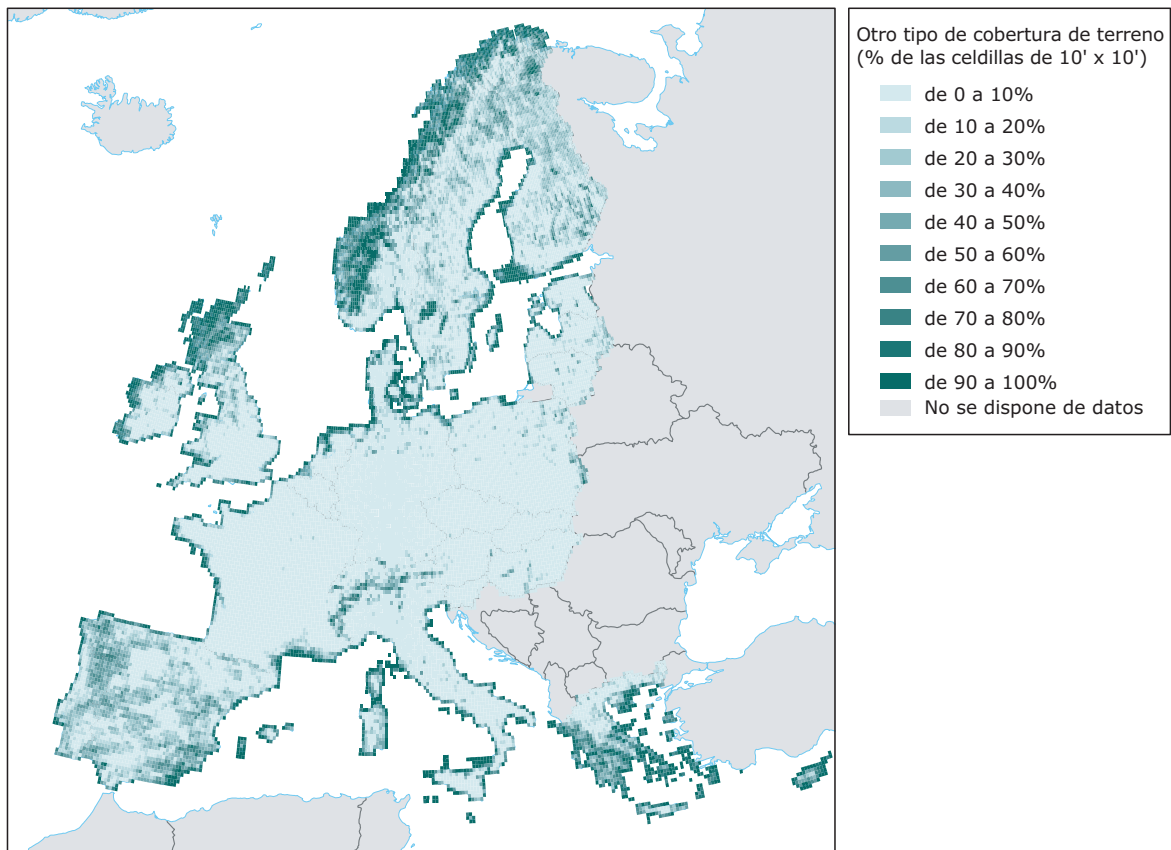 Otro tipo de cobertura de terreno
(% de las celdillas de 10' x 10')
de 0 a 10%
de 10 a 20%
de 20 a 30%
de 30 a 40%
de 40 a 50%
de 50 a 60%
de 60 a 70%
de 70 a 80%
de 80 a 90%
de 90 a 100%
No se dispone de datos